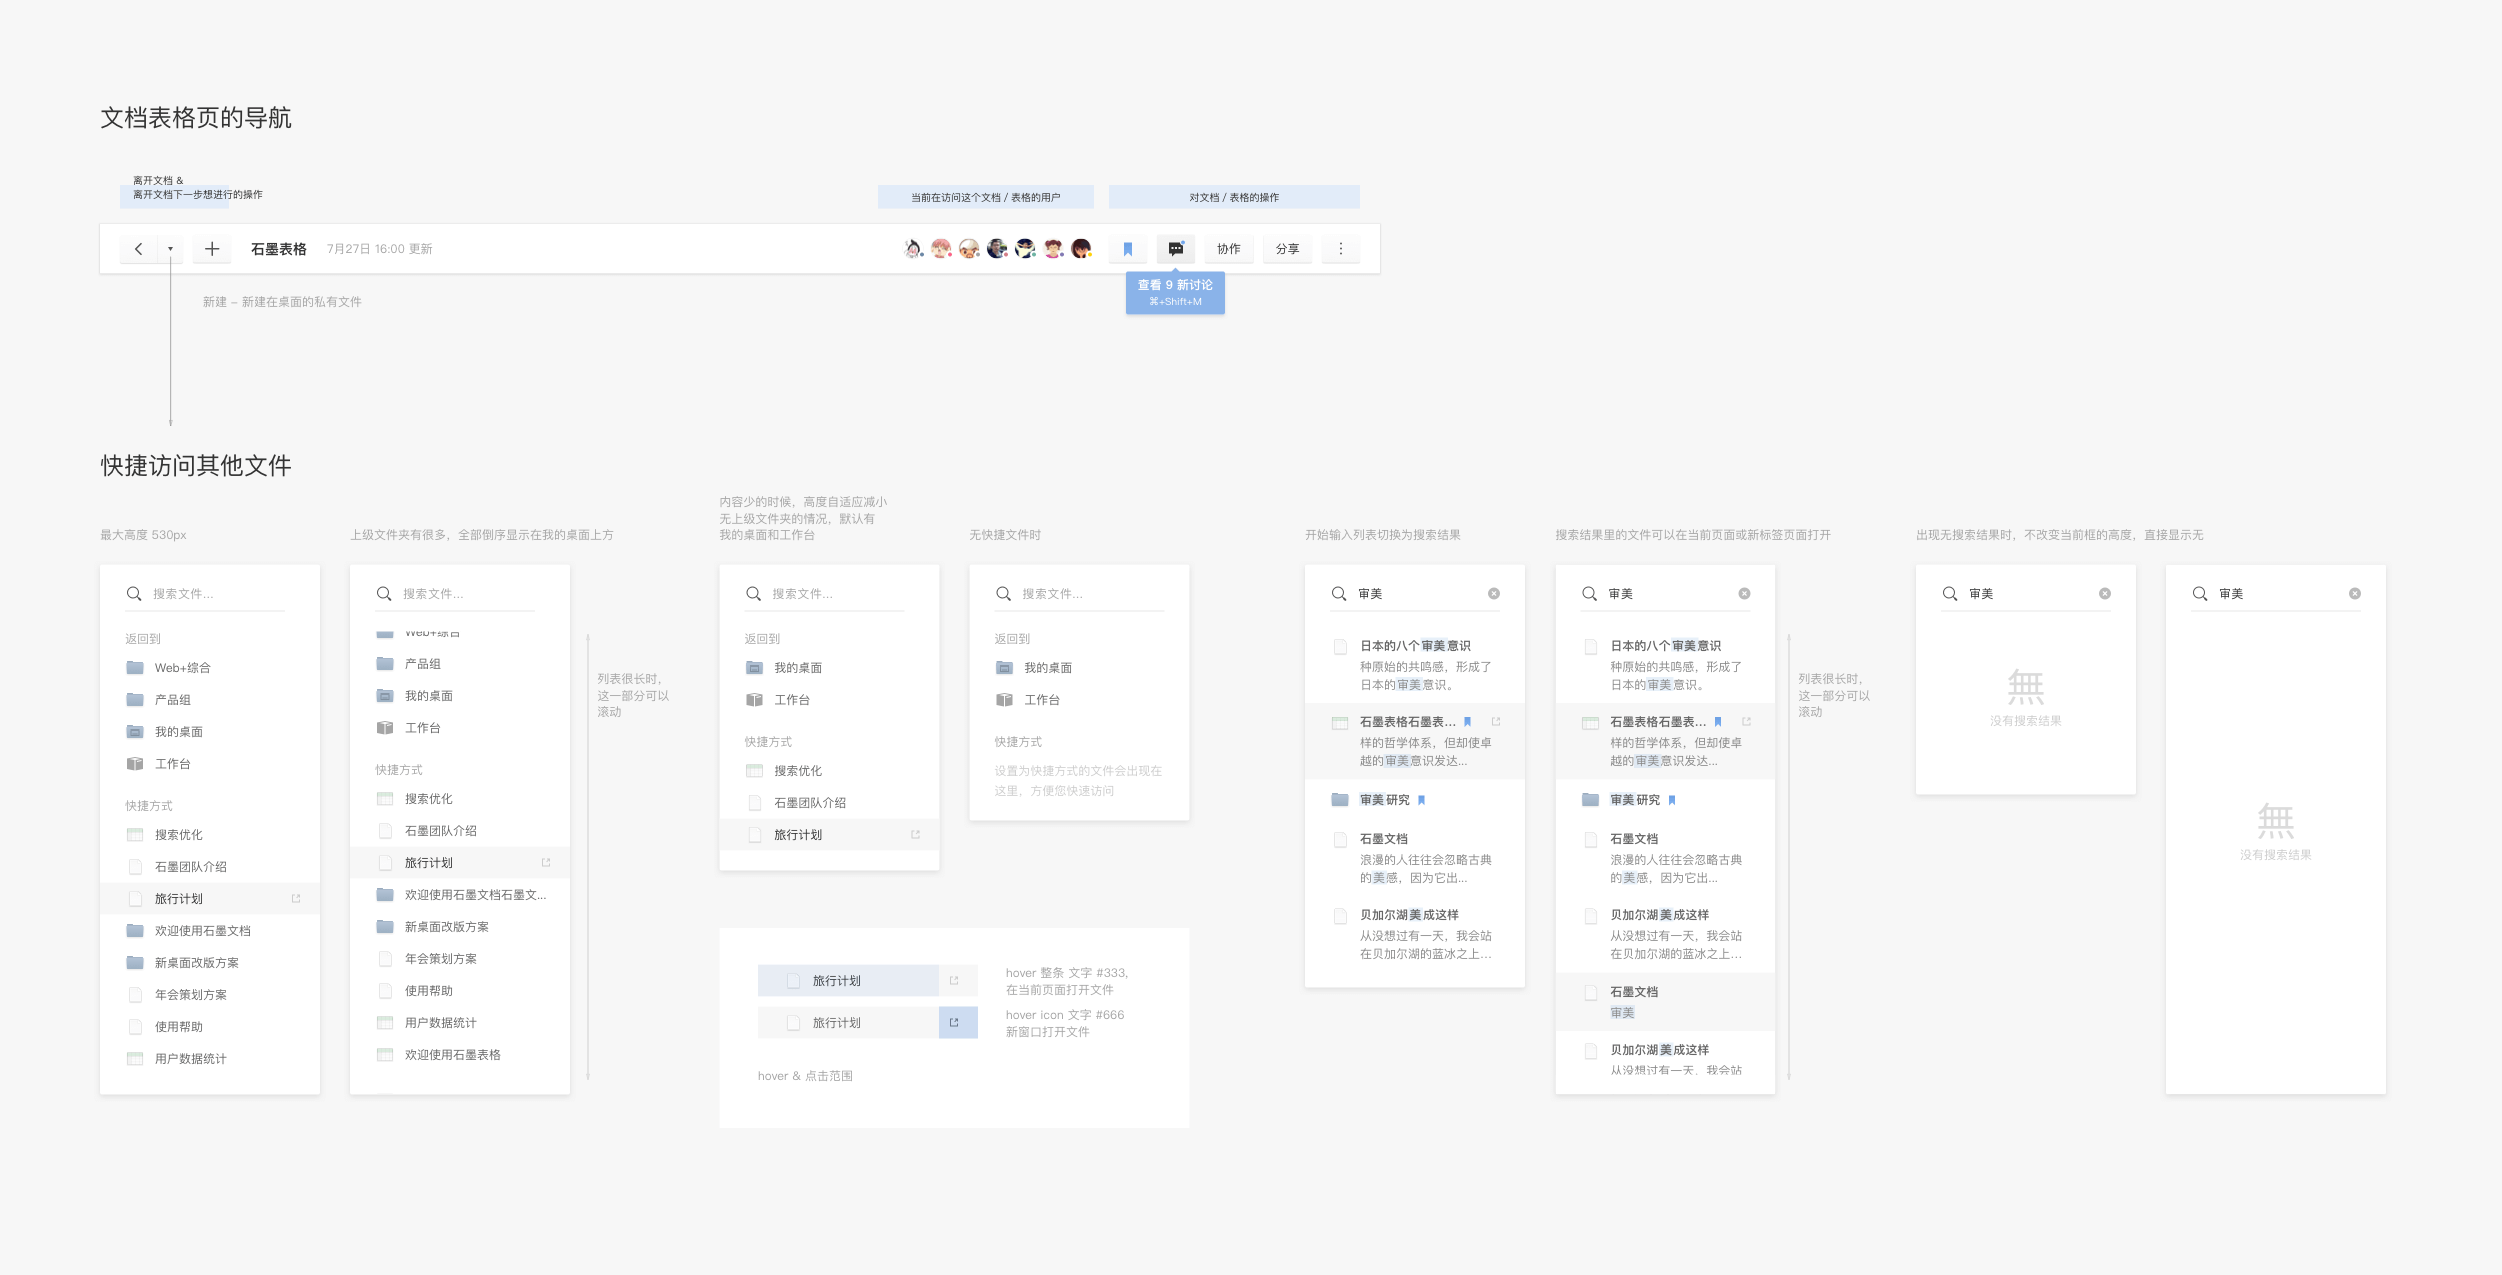 文档表格页的导航
离开文档 &
离开文档下一步想进行的操作
当前在访问这个文档 / 表格的用户
对文档 / 表格的操作
石墨表格
7月27日 16:00 更新
协作
分享
查看 9 新讨论
⌘+Shift+M
新建 – 新建在桌面的私有文件
快捷访问其他文件
最大高度 530px
搜索文件...
返回到
Web+综合
产品组
我的桌面
工作台
快捷方式
搜索优化
石墨团队介绍
旅行计划
欢迎使用石墨文档
新桌面改版方案
年会策划方案
使用帮助
用户数据统计
上级文件夹有很多，全部倒序显示在我的桌面上方
搜索文件...
Web+综合
产品组
我的桌面
工作台
快捷方式
搜索优化
石墨团队介绍
旅行计划
欢迎使用石墨文档石墨文...
新桌面改版方案
年会策划方案
使用帮助
用户数据统计
欢迎使用石墨表格
列表很长时，
这一部分可以
滚动
内容少的时候，高度自适应减小
无上级文件夹的情况，默认有
我的桌面和工作台
搜索文件...
返回到
我的桌面
工作台
快捷方式
搜索优化
石墨团队介绍
旅行计划
无快捷文件时
搜索文件...
返回到
我的桌面
工作台
快捷方式
设置为快捷方式的文件会出现在
这里，方便您快速访问
旅行计划
hover 整条 文字 #333,
在当前页面打开文件
旅行计划
hover icon 文字 #666
新窗口打开文件
hover & 点击范围
开始输入列表切换为搜索结果
审美
日本的八个审美意识
种原始的共鸣感，形成了
日本的审美意识。
石墨表格石墨表...
样的哲学体系，但却使卓
越的审美意识发达...
审美研究
石墨文档
浪漫的人往往会忽略古典
的美感，因为它出...
贝加尔湖美成这样
从没想过有一天，我会站
在贝加尔湖的蓝冰之上...
搜索结果里的文件可以在当前页面或新标签页面打开
审美
日本的八个审美意识
种原始的共鸣感，形成了
日本的审美意识。
石墨表格石墨表...
样的哲学体系，但却使卓
越的审美意识发达...
审美研究
石墨文档
浪漫的人往往会忽略古典
的美感，因为它出...
贝加尔湖美成这样
从没想过有一天，我会站
在贝加尔湖的蓝冰之上...
石墨文档
审美
贝加尔湖美成这样
从没想过有一天，我会站
列表很长时，
这一部分可以
滚动
出现无搜索结果时，不改变当前框的高度，直接显示无
审美
無
没有搜索结果
审美
無
没有搜索结果